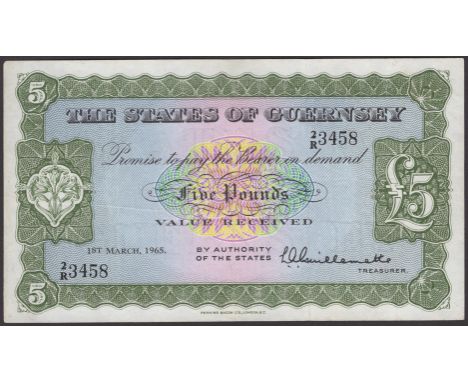 5
THE STATES OF GUERNSEY
2/R 3458
Promise to pay the Bearer on demand
Five Pounds
£5
VALUE RECEIVED
1ST MARCH, 1965.
BY AUTHORITY
OF THE STATES
TREASURER.
2/R 3458
5